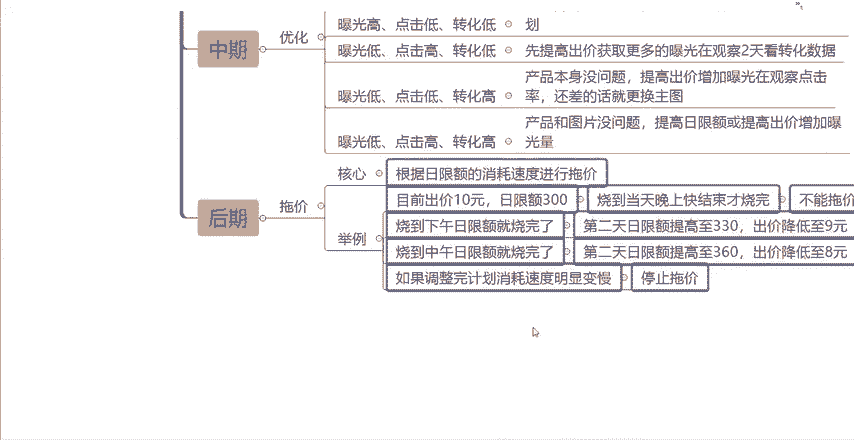 曝光高、点击低、转化低
划
中期
优化
曝光低、点击高、转化低
先提高出价获取更多的曝光在观察2天看转化数据
曝光低、点击低、转化高
产品本身没问题，提高出价增加曝光在观察点击
率，还差的话就更换主图
曝光低、点击高、转化高
产品和图片没问题，提高日限额或提高出价增加曝
光量
后期
拖价
核心
根据日限额的消耗速度进行拖价
举例
目前出价10元，日限额300
烧到当天晚上快结束才烧完
不能拖价
烧到下午日限额就烧完了
第二天日限额提高至330，出价降低至9元
烧到中午日限额就烧完了
第二天日限额提高至360，出价降低至8元
如果调整完计划消耗速度明显变慢
停止拖价